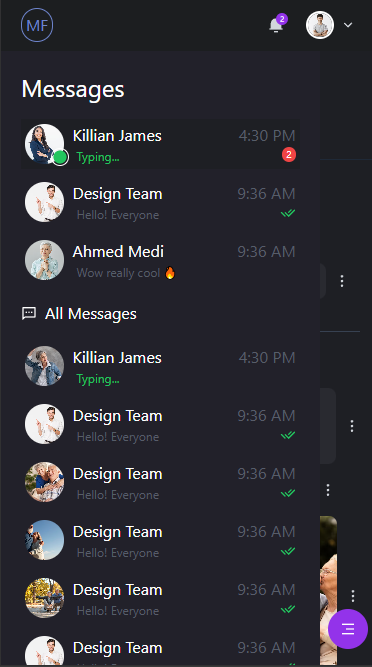 MF
2
Messages
Killian James 4:30 PM
Typing... 2
Design Team 9:36 AM
Hello! Everyone
Ahmed Medi 9:36 AM
Wow really cool 🔥
All Messages
Killian James 4:30 PM
Typing...
Design Team 9:36 AM
Hello! Everyone
Design Team 9:36 AM
Hello! Everyone
Design Team 9:36 AM
Hello! Everyone
Design Team 9:36 AM
Hello! Everyone
Design Team 9:36 AM